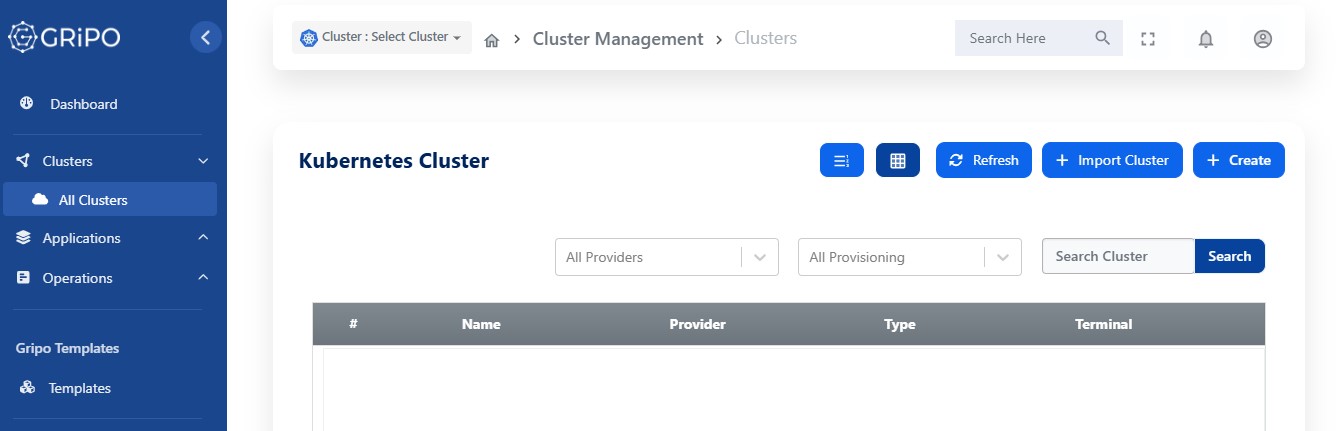 GRiPO
Cluster : Select Cluster
Cluster Management
Clusters
Search Here
Dashboard
Clusters
All Clusters
Applications
Operations
Gripo Templates
Templates
Kubernetes Cluster
Refresh
Import Cluster
Create
All Providers
All Provisioning
Search Cluster
Search
# Name Provider Type Terminal